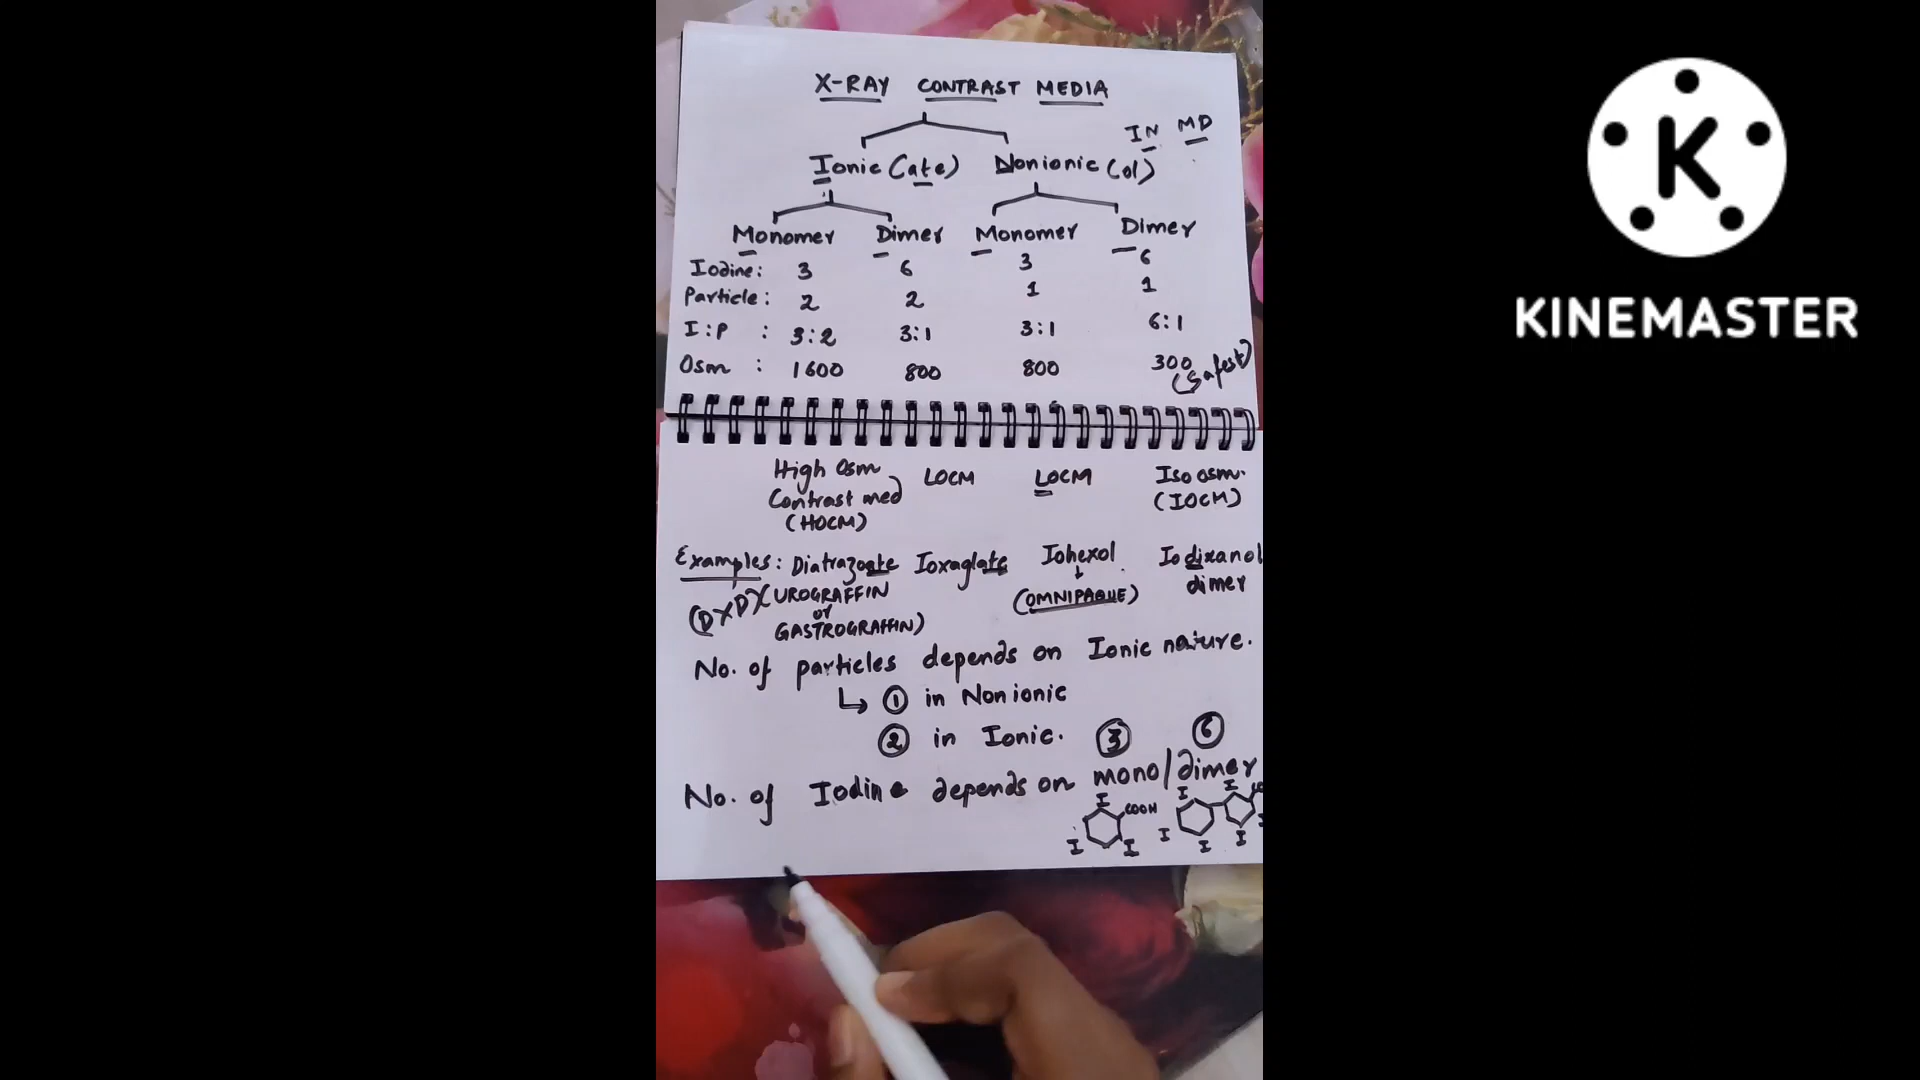 X-RAY CONTRAST MEDIA
IN MD
Ionic (ate) Nonionic (ol)
Monomer Dimer Monomer Dimer
Iodine: 3 6 3 6
Particle: 2 2 1 1
I:P : 3:2 3:1 3:1 6:1
Osm : 1600 800 800 300
(Safest)
High Osm LOCM LOCM Iso osm.
Contrast med (IOCM)
(HOCM)
Examples: Diatrazoate Ioxaglate Iohexol Iodixanol
UROGRAFFIN (OMNIPAQUE) dimer
or
GASTROGRAFFIN)
No. of particles depends on Ionic nature.
① in Nonionic
② in Ionic. ③ ⑥
No. of Iodine depends on mono/dimer
I COOH I I
I I I I I
KINEMASTER